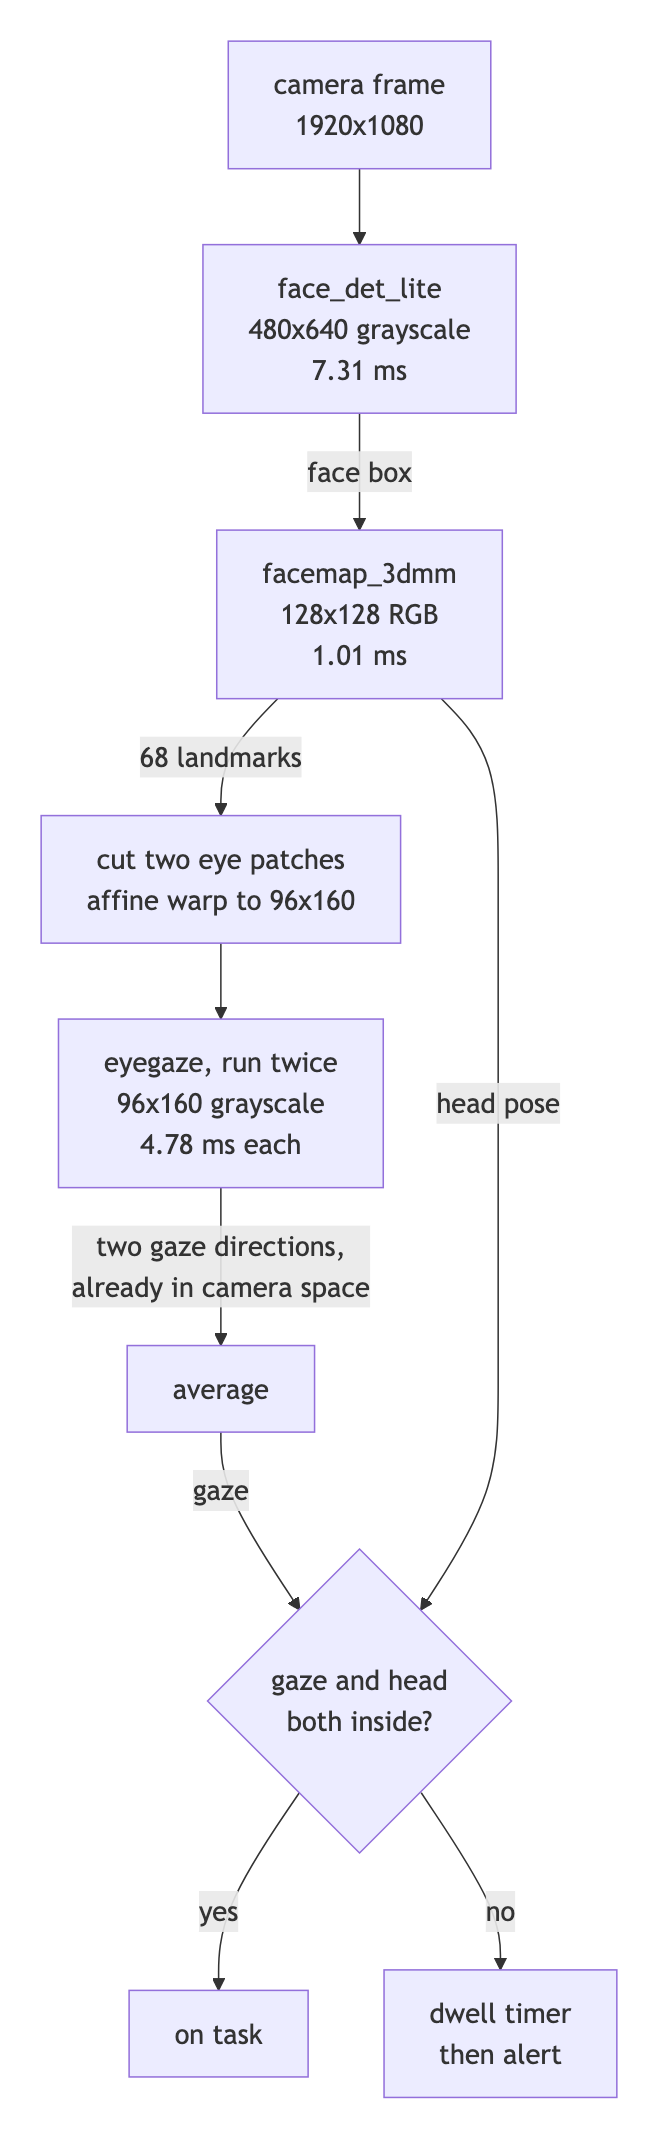 camera frame
1920x1080
face_det_lite
480x640 grayscale
7.31 ms
face box
facemap_3dmm
128x128 RGB
1.01 ms
68 landmarks
cut two eye patches
affine warp to 96x160
eyegaze, run twice
96x160 grayscale
4.78 ms each
head pose
two gaze directions,
already in camera space
average
gaze
gaze and head
both inside?
yes
no
on task
dwell timer
then alert